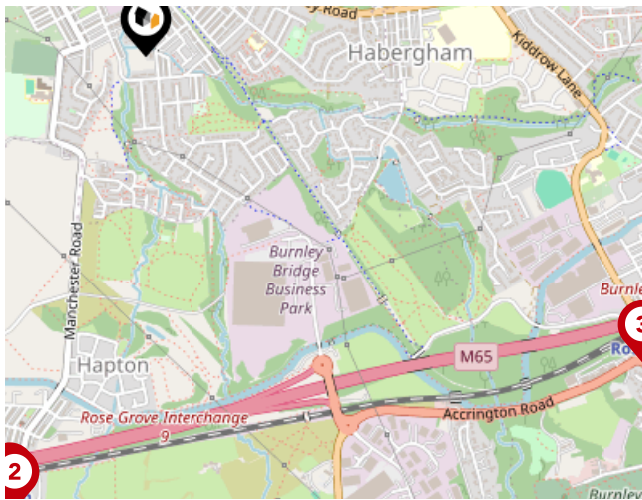 Road
Habergham
Kiddrow Lane
Manchester Road
Burnley
Bridge
Business
Park
Burnley
Ro
3
M65
Hapton
Rose Grove Interchange
9
Accrington Road
2
Burnley